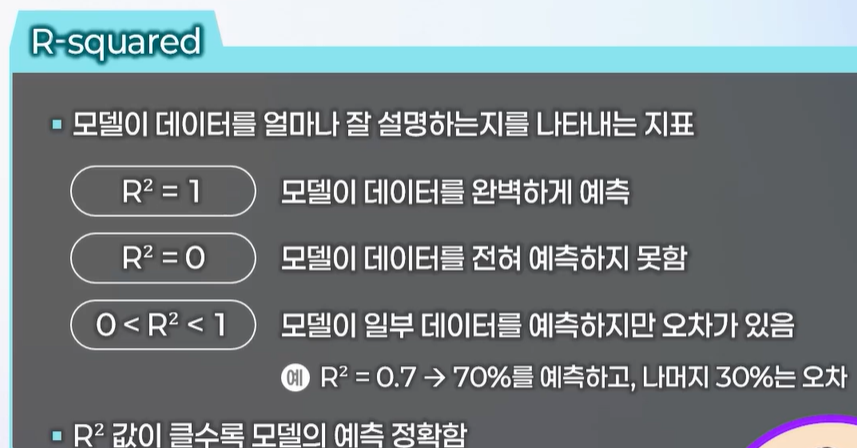 R-squared
▪ 모델이 데이터를 얼마나 잘 설명하는지를 나타내는 지표
R² = 1 모델이 데이터를 완벽하게 예측
R² = 0 모델이 데이터를 전혀 예측하지 못함
0 < R² < 1 모델이 일부 데이터를 예측하지만 오차가 있음
예 R² = 0.7 → 70%를 예측하고, 나머지 30%는 오차
▪ R² 값이 클수록 모델의 예측 정확함